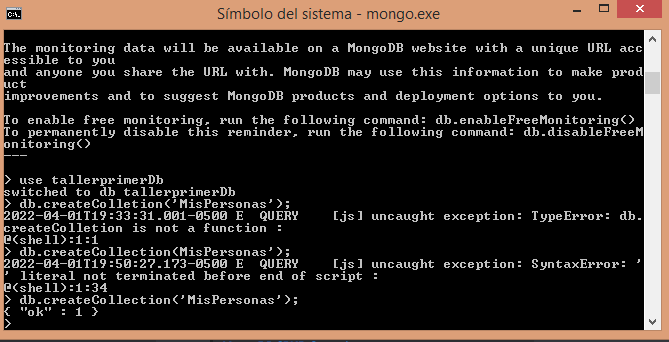 Símbolo del sistema - mongo.exe
The monitoring data will be available on a MongoDB website with a unique URL acc
essible to you
and anyone you share the URL with. MongoDB may use this information to make prod
uct
improvements and to suggest MongoDB products and deployment options to you.
To enable free monitoring, run the following command: db.enableFreeMonitoring()
To permanently disable this reminder, run the following command: db.disableFreeM
onitoring()
---
> use tallerprimerDb
switched to db tallerprimerDb
> db.createColletion('MisPersonas');
2022-04-01T19:33:31.001-0500 E  QUERY    [js] uncaught exception: TypeError: db.
createColletion is not a function :
@(shell):1:1
> db.createCollection(MisPersonas');
2022-04-01T19:50:27.173-0500 E  QUERY    [js] uncaught exception: SyntaxError: '
' literal not terminated before end of script :
@(shell):1:34
> db.createCollection('MisPersonas');
{ "ok" : 1 }
>